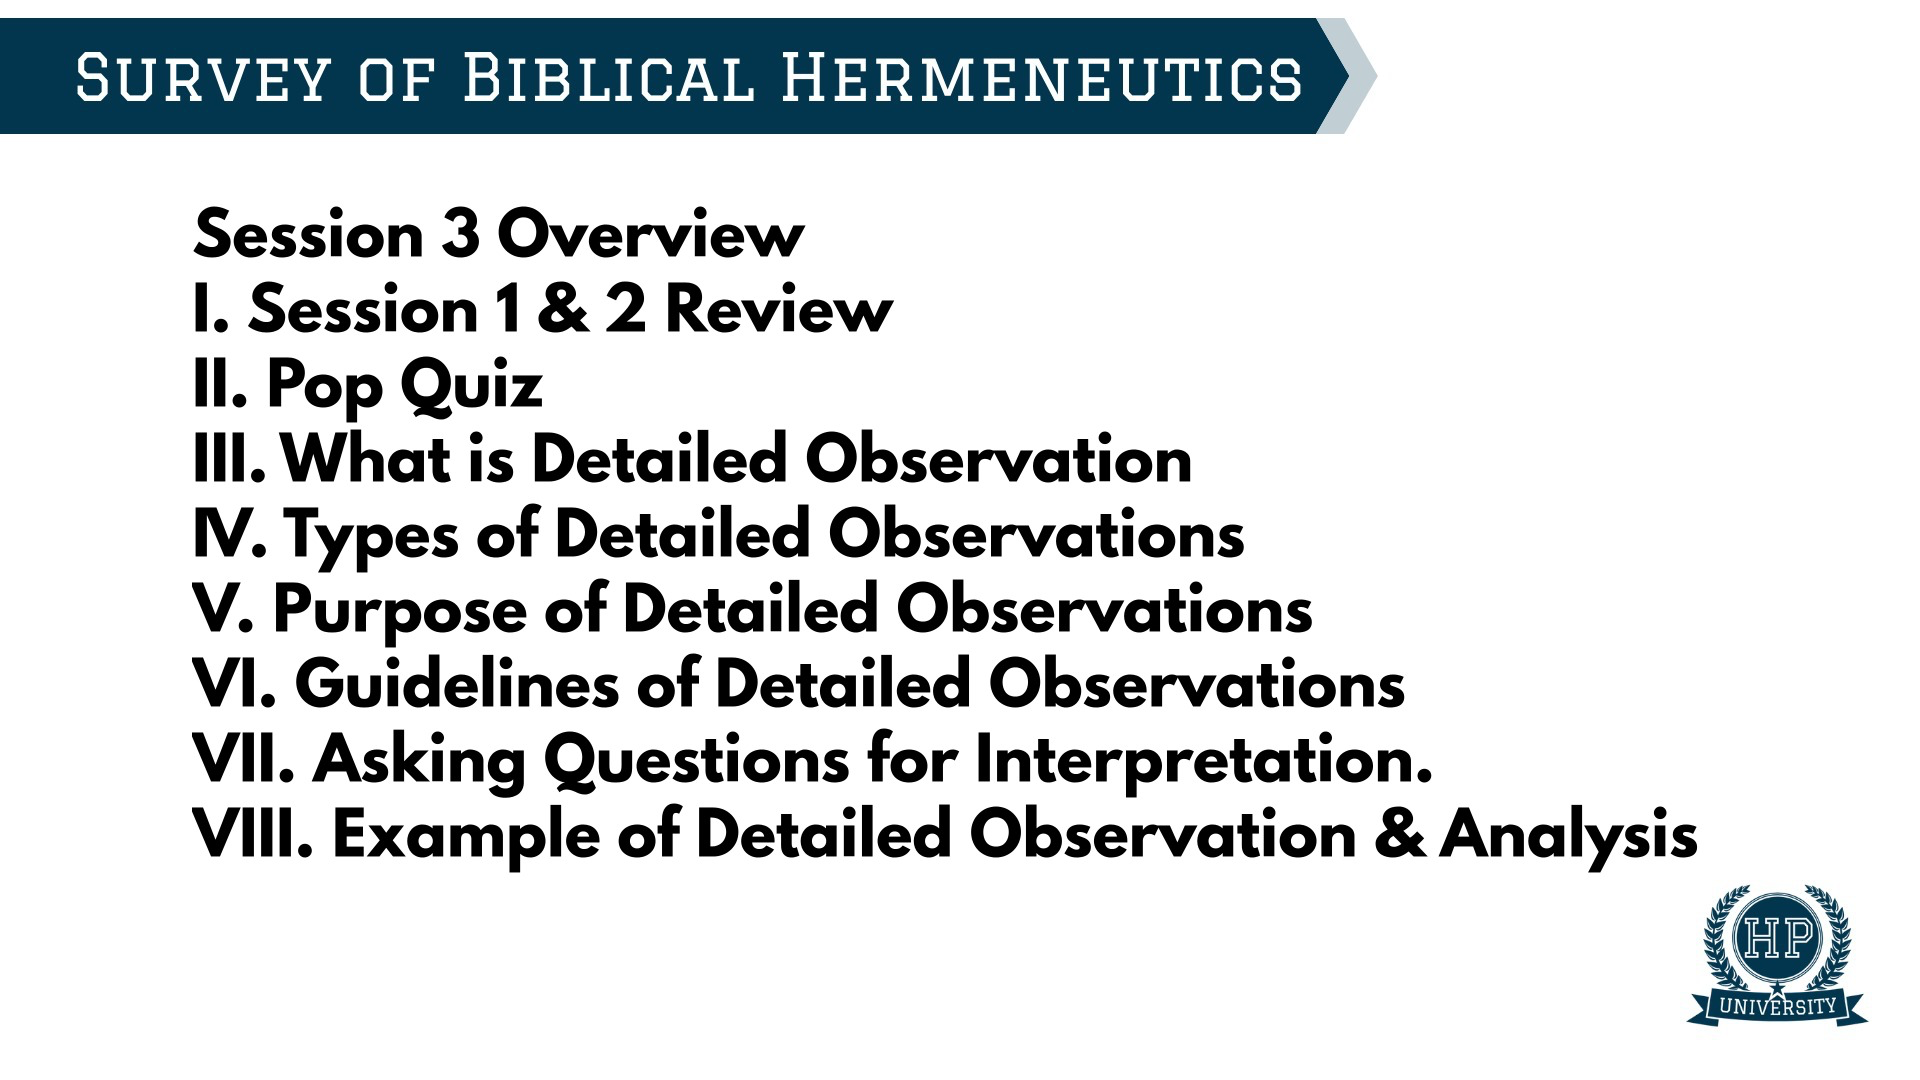 Survey of Biblical Hermeneutics
Session 3 Overview
I. Session 1 & 2 Review
II. Pop Quiz
III. What is Detailed Observation
IV. Types of Detailed Observations
V. Purpose of Detailed Observations
VI. Guidelines of Detailed Observations
VII. Asking Questions for Interpretation.
VIII. Example of Detailed Observation & Analysis
HP
UNIVERSITY